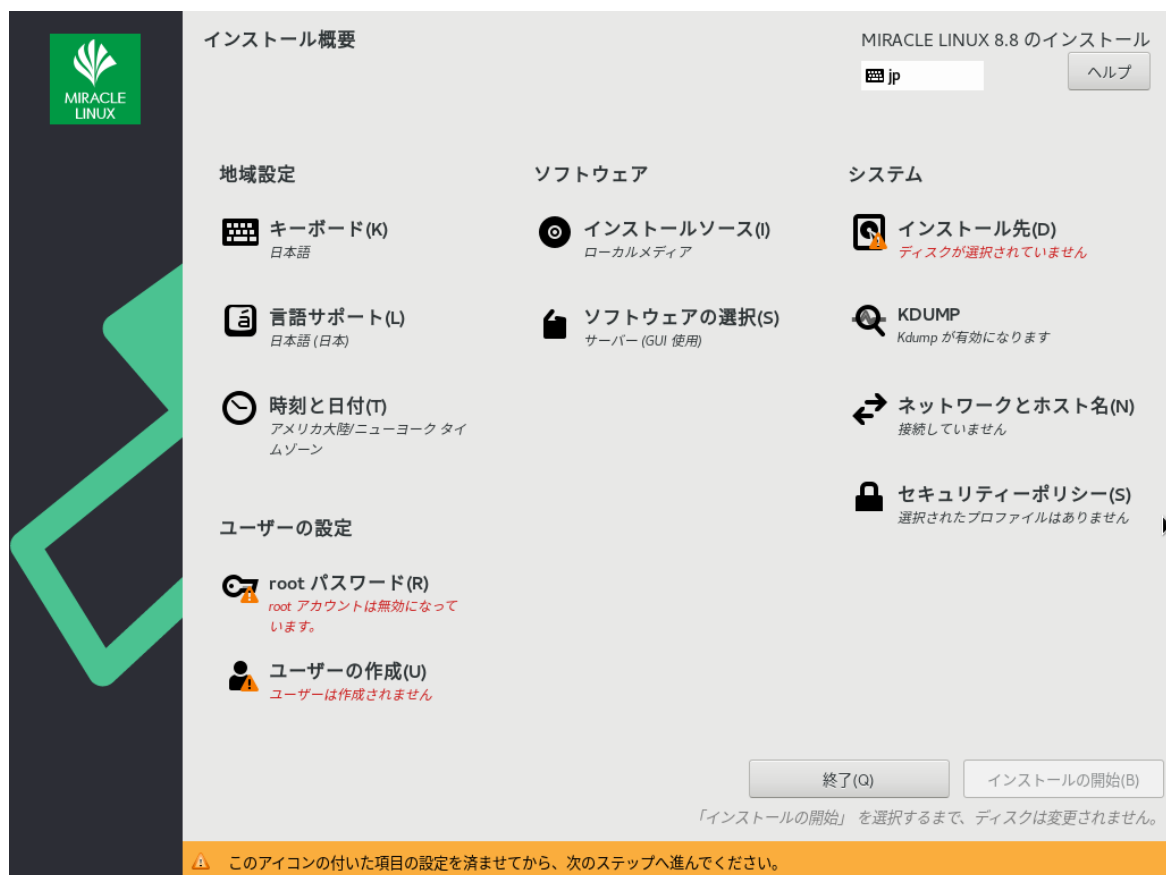 MIRACLE
LINUX
インストール概要
MIRACLE LINUX 8.8 のインストール
jp
ヘルプ
地域設定
キーボード(K)
日本語
言語サポート(L)
日本語 (日本)
時刻と日付(T)
アメリカ大陸/ニューヨーク タイ
ムゾーン
ユーザーの設定
root パスワード(R)
root アカウントは無効になって
います。
ユーザーの作成(U)
ユーザーは作成されません
ソフトウェア
インストールソース(I)
ローカルメディア
ソフトウェアの選択(S)
サーバー (GUI 使用)
システム
インストール先(D)
ディスクが選択されていません
KDUMP
Kdump が有効になります
ネットワークとホスト名(N)
接続していません
セキュリティーポリシー(S)
選択されたプロファイルはありません
終了(Q)
インストールの開始(B)
「インストールの開始」 を選択するまで、ディスクは変更されません。
このアイコンの付いた項目の設定を済ませてから、次のステップへ進んでください。